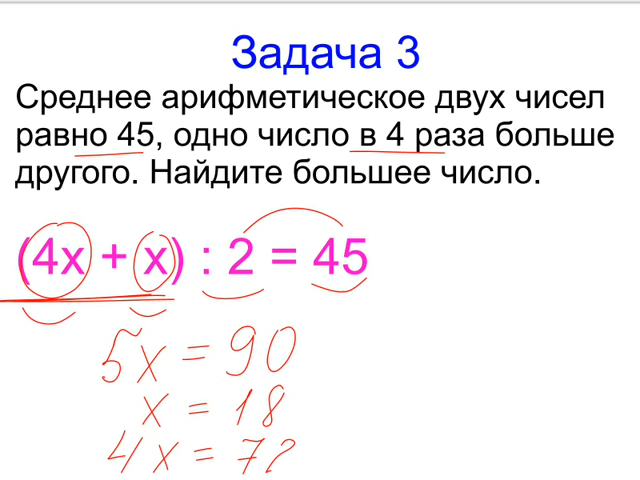 Задача 3
Среднее арифметическое двух чисел
равно 45, одно число в 4 раза больше
другого. Найдите большее число.
(4x + x) : 2 = 45
5x = 90
x = 18
4x = 72